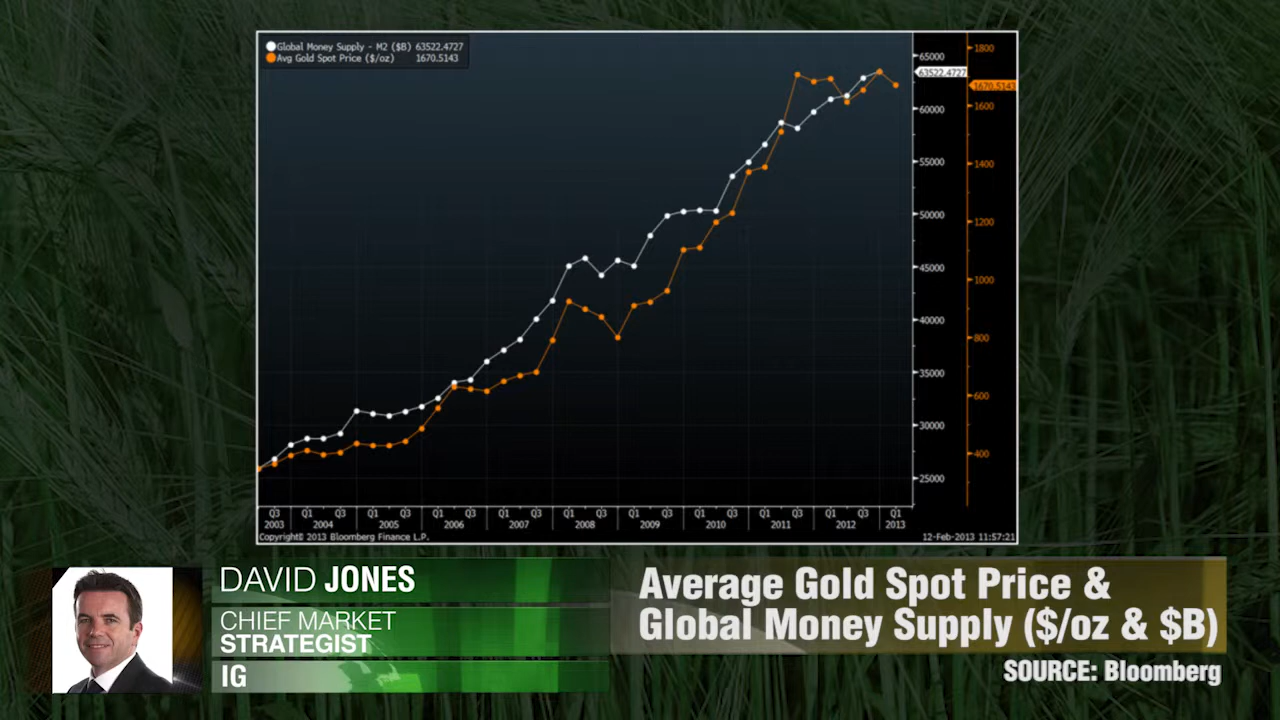 Global Money Supply - M2 ($B) 63522.4727
Avg Gold Spot Price ($/oz) 1670.5143
65000
63522.4727
60000
55000
50000
45000
40000
35000
30000
25000
1800
1670.5143
1600
1400
1200
1000
800
600
400
Q3 Q1 Q3 Q1 Q3 Q1 Q3 Q1 Q3 Q1 Q3 Q1 Q3 Q1 Q3 Q1 Q3 Q1 Q3 Q1
2003 2004 2005 2006 2007 2008 2009 2010 2011 2012 2013
Copyright© 2013 Bloomberg Finance L.P. 12-Feb-2013 11:57:21
DAVID JONES
CHIEF MARKET
STRATEGIST
IG
Average Gold Spot Price &
Global Money Supply ($/oz & $B)
SOURCE: Bloomberg